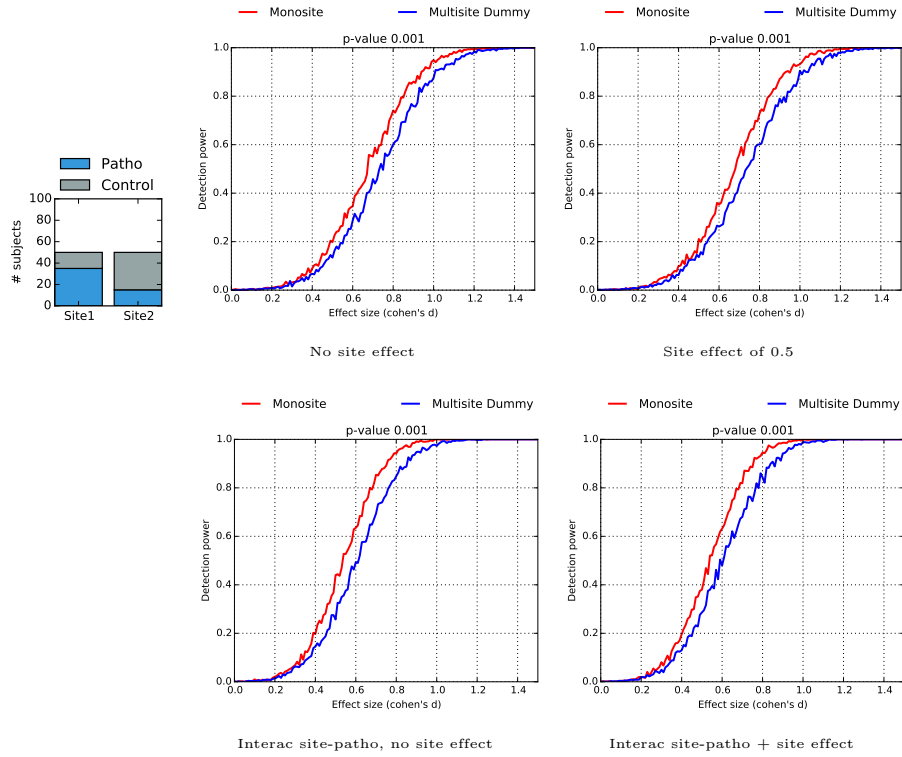 Monosite Multisite Dummy
p-value 0.001
1.0
0.8
0.6
0.4
0.2
0.0
Detection power
0.0 0.2 0.4 0.6 0.8 1.0 1.2 1.4
Effect size (cohen's d)
No site effect
Monosite Multisite Dummy
p-value 0.001
1.0
0.8
0.6
0.4
0.2
0.0
Detection power
0.0 0.2 0.4 0.6 0.8 1.0 1.2 1.4
Effect size (cohen's d)
Site effect of 0.5
Patho
Control
100
80
60
40
20
0
# subjects
Site1 Site2
Monosite Multisite Dummy
p-value 0.001
1.0
0.8
0.6
0.4
0.2
0.0
Detection power
0.0 0.2 0.4 0.6 0.8 1.0 1.2 1.4
Effect size (cohen's d)
Interac site-patho, no site effect
Monosite Multisite Dummy
p-value 0.001
1.0
0.8
0.6
0.4
0.2
0.0
Detection power
0.0 0.2 0.4 0.6 0.8 1.0 1.2 1.4
Effect size (cohen's d)
Interac site-patho + site effect